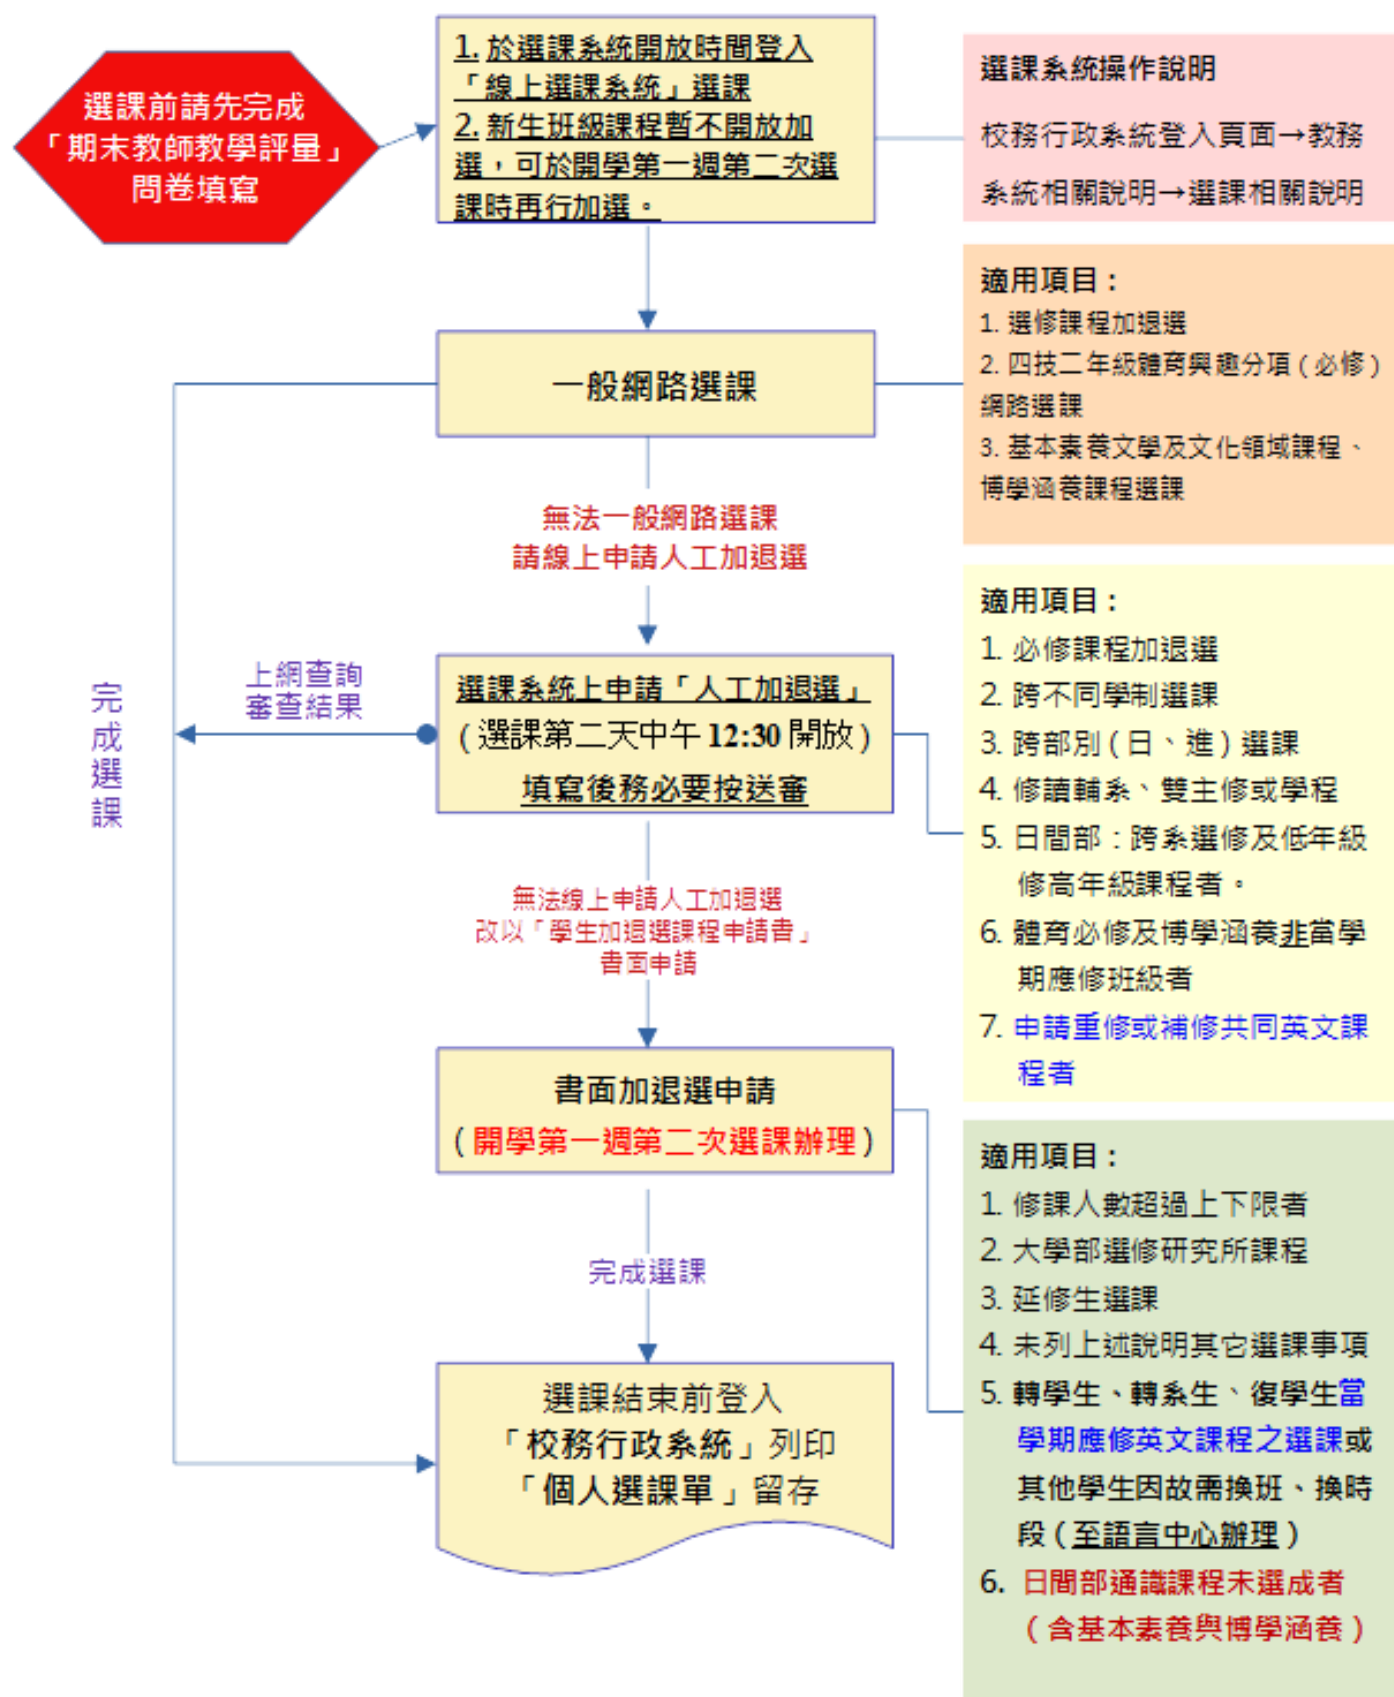 選課前請先完成
「期末教師教學評量」
問卷填寫
1. 於選課系統開放時間登入
「線上選課系統」選課
2. 新生班級課程暫不開放加
選，可於開學第一週第二次選
課時再行加選。
選課系統操作說明
校務行政系統登入頁面→教務
系統相關說明→選課相關說明
一般網路選課
適用項目：
1. 選修課程加退選
2. 四技二年級體育興趣分項（必修）
網路選課
3. 基本素養文學及文化領域課程、
博學涵養課程選課
無法一般網路選課
請線上申請人工加退選
完成選課
上網查詢
審查結果
選課系統上申請「人工加退選」
（選課第二天中午 12:30 開放）
填寫後務必要按送審
適用項目：
1. 必修課程加退選
2. 跨不同學制選課
3. 跨部別（日、進）選課
4. 修讀輔系、雙主修或學程
5. 日間部：跨系選修及低年級
修高年級課程者。
6. 體育必修及博學涵養非當學
期應修班級者
7. 申請重修或補修共同英文課
程者
無法線上申請人工加退選
改以「學生加退選課程申請書」
書面申請
書面加退選申請
（開學第一週第二次選課辦理）
完成選課
適用項目：
1. 修課人數超過上下限者
2. 大學部選修研究所課程
3. 延修生選課
4. 未列上述說明其它選課事項
5. 轉學生、轉系生、復學生當
學期應修英文課程之選課或
其他學生因故需換班、換時
段（至語言中心辦理）
6. 日間部通識課程未選成者
（含基本素養與博學涵養）
選課結束前登入
「校務行政系統」列印
「個人選課單」留存